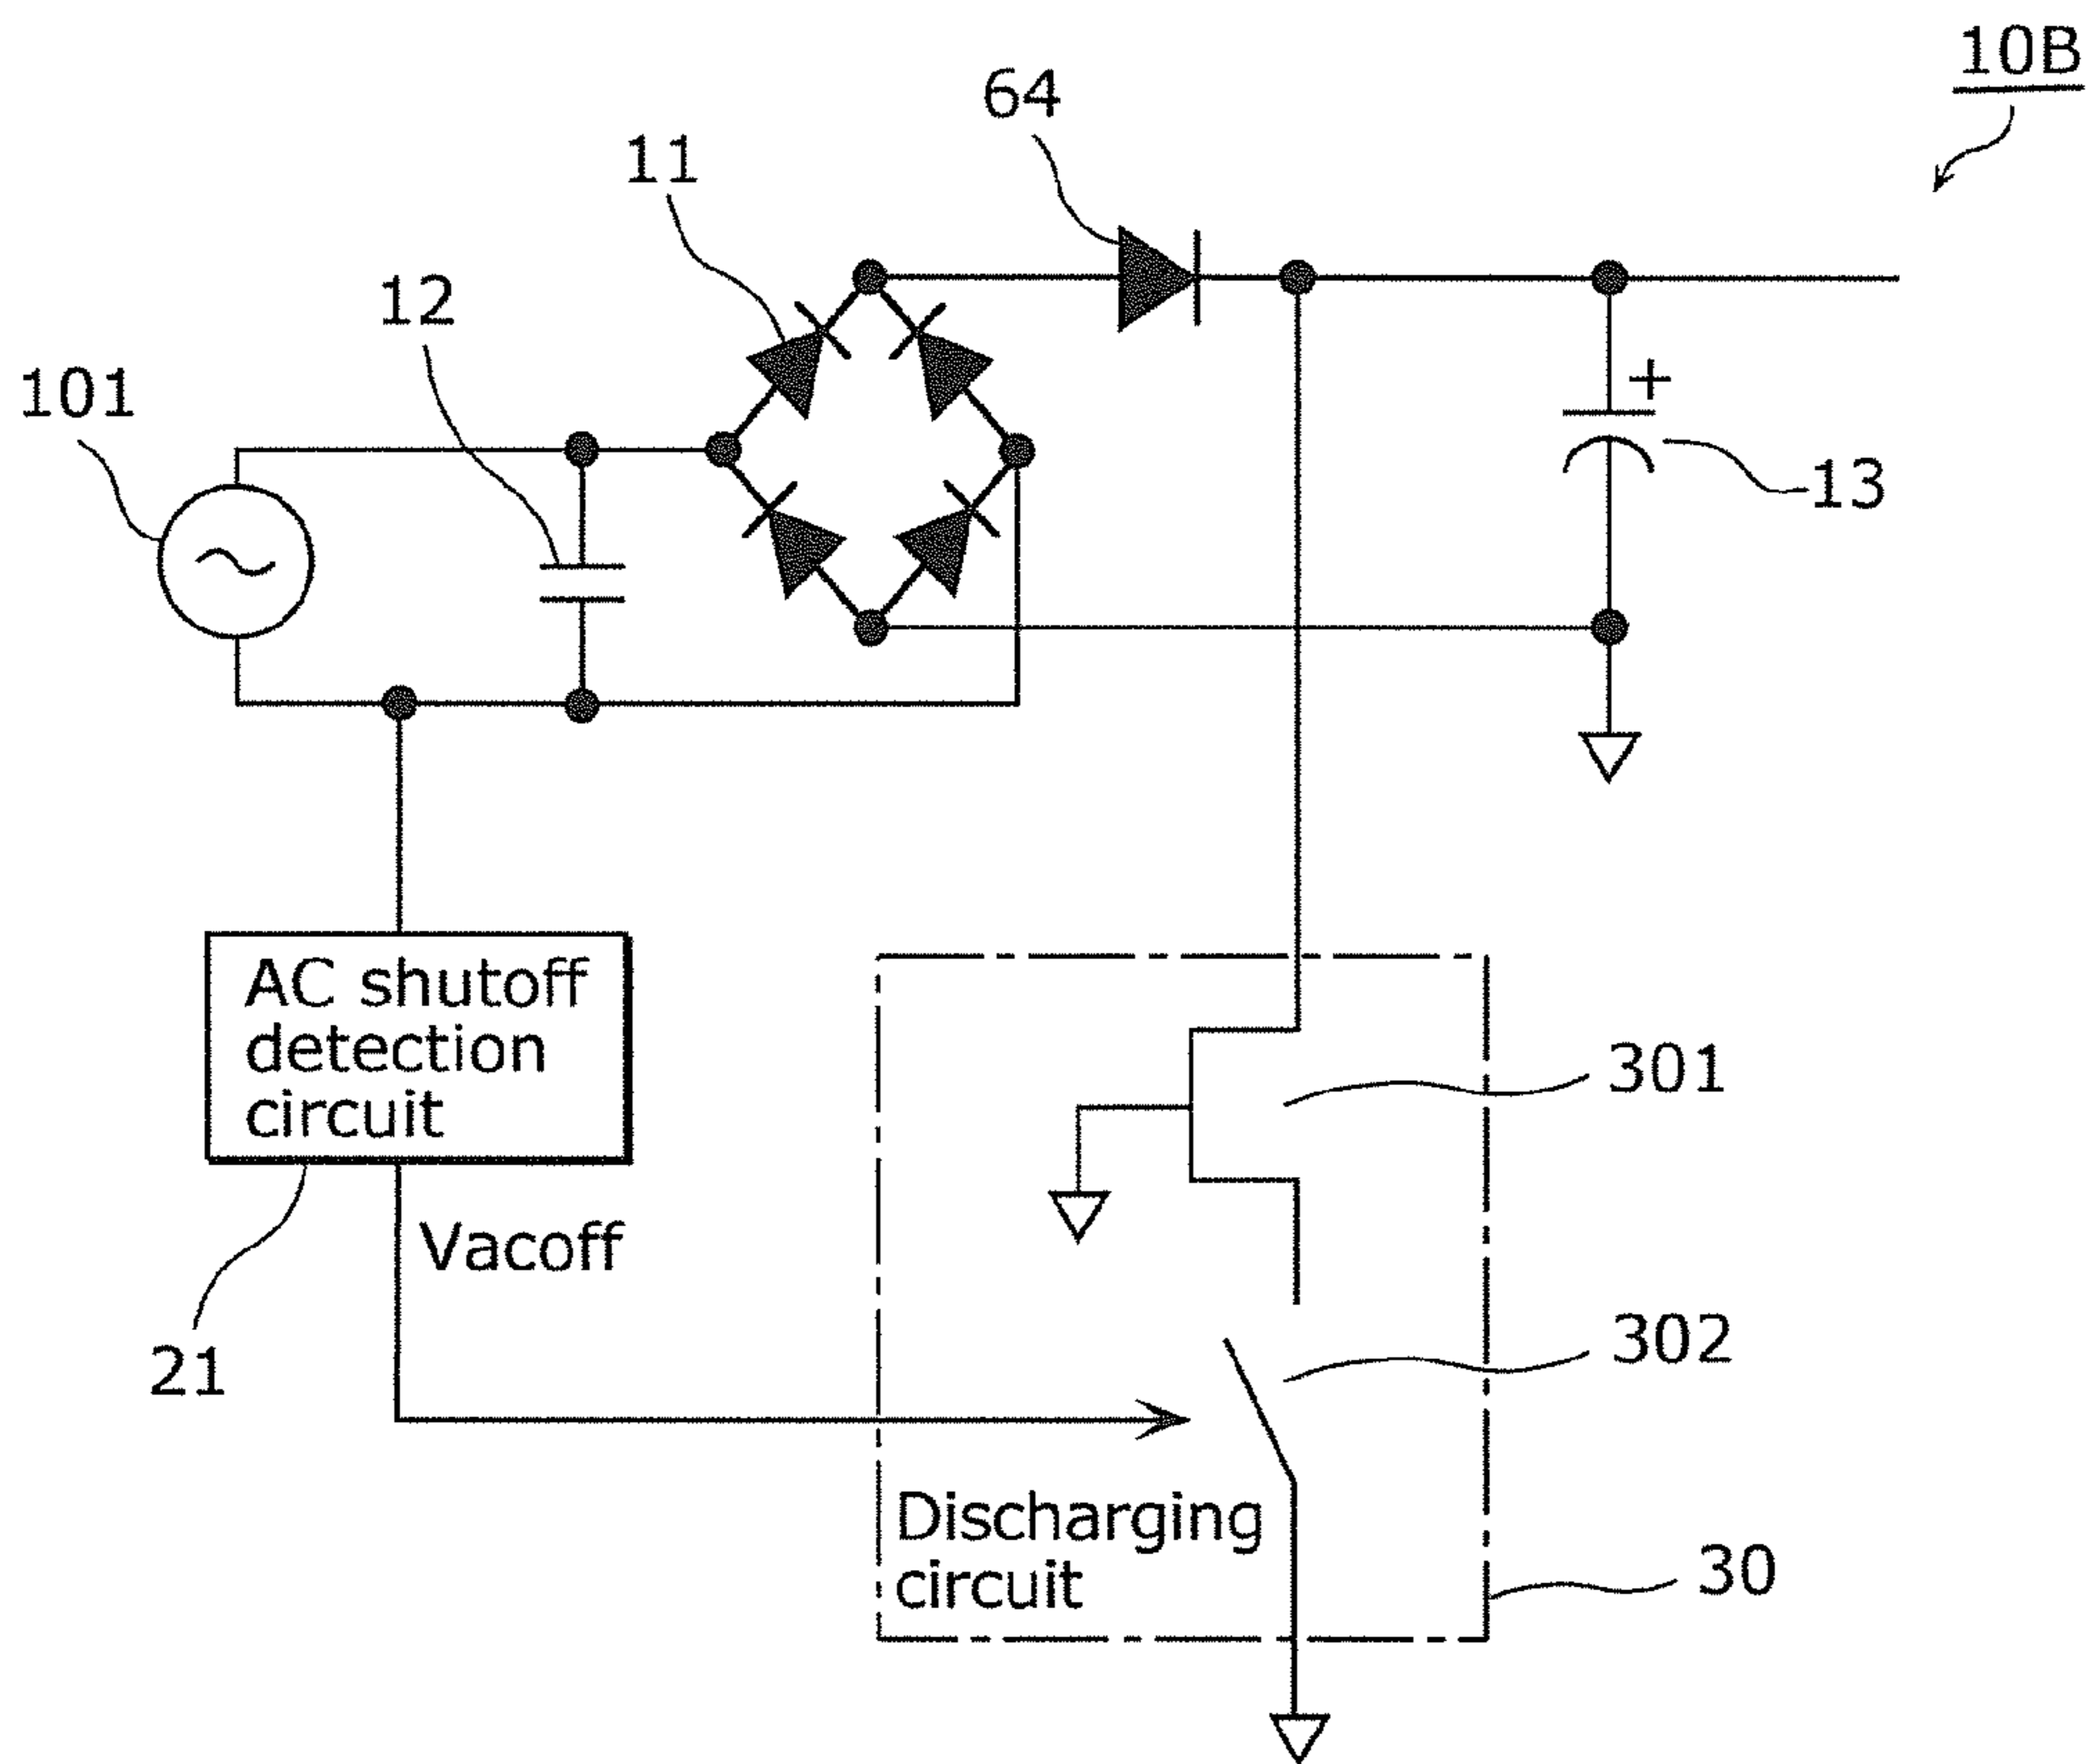 10B
64
11
12
101
+
13
AC shutoff
detection
circuit
301
Vacoff
302
21
Discharging
circuit
30